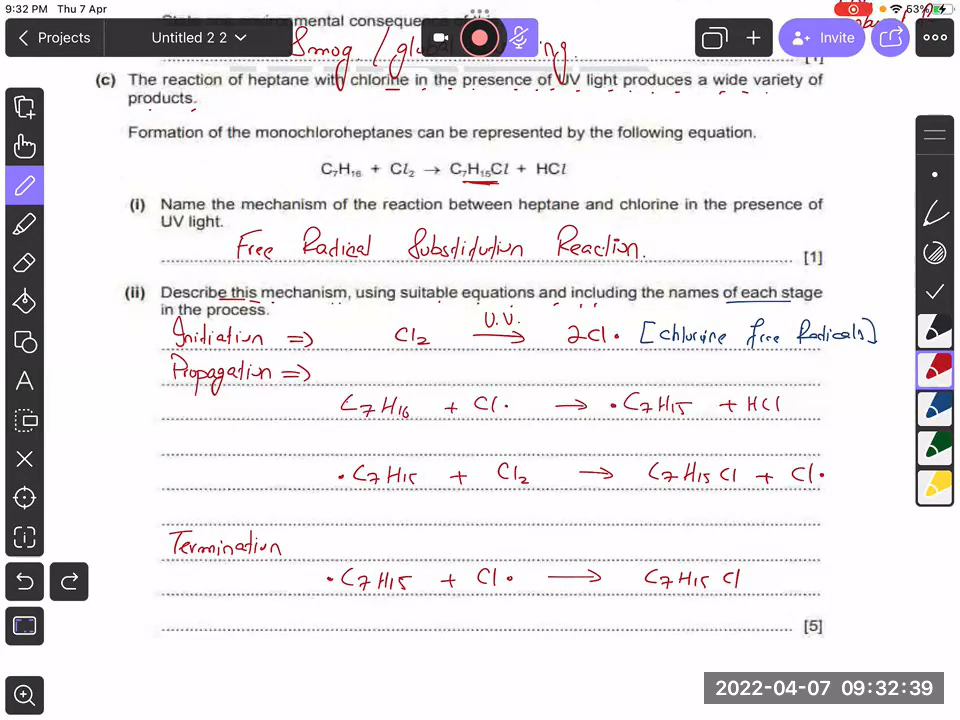 9:32 PM Thu 7 Apr
53%
Projects
Untitled 2 2
Invite
Smog / global
[1]
(c) The reaction of heptane with chlorine in the presence of UV light produces a wide variety of
products.
Formation of the monochloroheptanes can be represented by the following equation.
C₇H₁₆ + Cl₂ → C₇H₁₅Cl + HCl
(i) Name the mechanism of the reaction between heptane and chlorine in the presence of
UV light.
Free Radical Substitution Reaction.
[1]
(ii) Describe this mechanism, using suitable equations and including the names of each stage
in the process.
U.V.
Initiation ⇒ Cl₂ → 2Cl• [Chlorine free Radicals]
Propagation ⇒
C₇H₁₆ + Cl• → •C₇H₁₅ + HCl
•C₇H₁₅ + Cl₂ → C₇H₁₅Cl + Cl•
Termination
•C₇H₁₅ + Cl• → C₇H₁₅Cl
[5]
2022-04-07 09:32:39